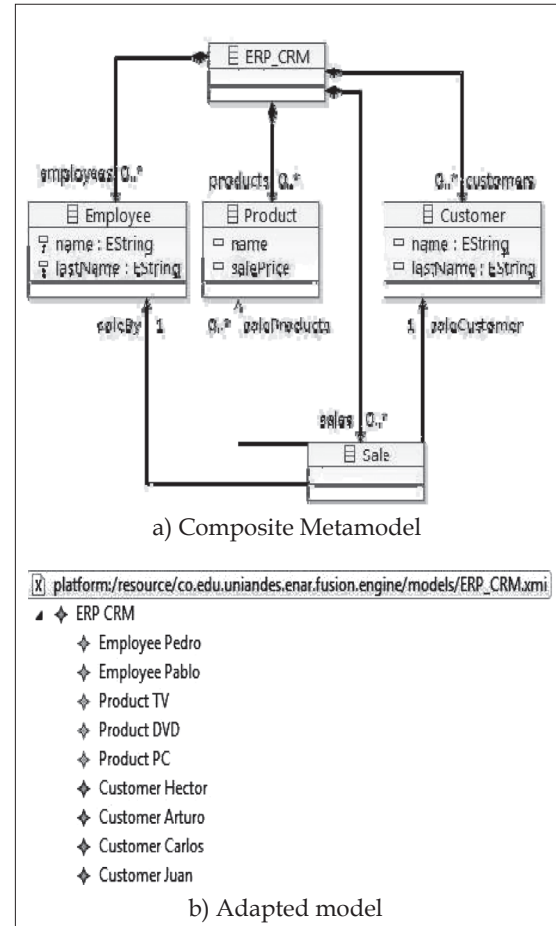 ERP_CRM
employees 0..*
products 0..*
0..* customers
Employee
name : EString
lastName : EString
Product
name
salePrice
Customer
name : EString
lastName : EString
saleBy 1
0..* saleProducts
1 saleCustomer
sales 0..*
Sale
a) Composite Metamodel
platform:/resource/co.edu.uniandes.enar.fusion.engine/models/ERP_CRM.xmi
ERP CRM
Employee Pedro
Employee Pablo
Product TV
Product DVD
Product PC
Customer Hector
Customer Arturo
Customer Carlos
Customer Juan
b) Adapted model